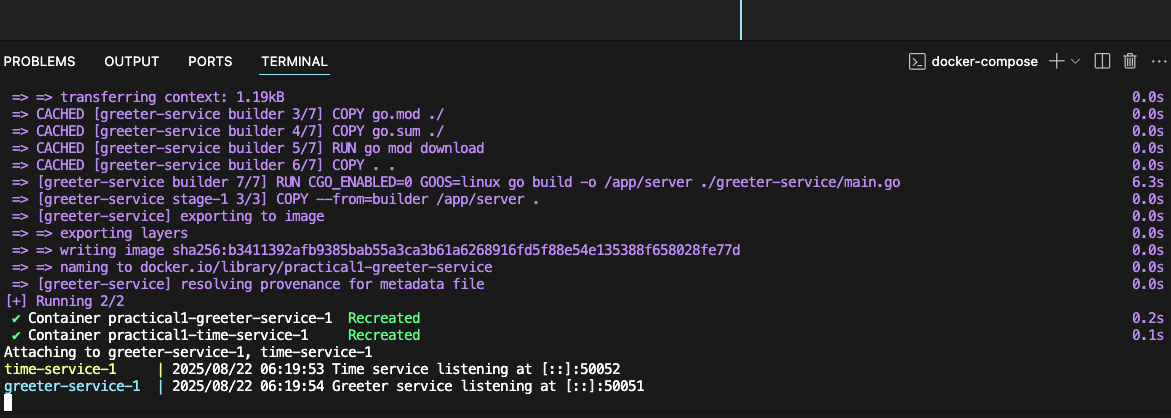 PROBLEMS OUTPUT PORTS TERMINAL docker-compose
=> => transferring context: 1.19kB 0.0s
=> CACHED [greeter-service builder 3/7] COPY go.mod ./ 0.0s
=> CACHED [greeter-service builder 4/7] COPY go.sum ./ 0.0s
=> CACHED [greeter-service builder 5/7] RUN go mod download 0.0s
=> CACHED [greeter-service builder 6/7] COPY . . 0.0s
=> [greeter-service builder 7/7] RUN CGO_ENABLED=0 GOOS=linux go build -o /app/server ./greeter-service/main.go 6.3s
=> [greeter-service stage-1 3/3] COPY --from=builder /app/server . 0.0s
=> [greeter-service] exporting to image 0.0s
=> => exporting layers 0.0s
=> => writing image sha256:b3411392afb9385bab55a3ca3b61a6268916fd5f88e54e135388f658028fe77d 0.0s
=> => naming to docker.io/library/practical1-greeter-service 0.0s
=> [greeter-service] resolving provenance for metadata file 0.0s
[+] Running 2/2
✔ Container practical1-greeter-service-1 Recreated 0.2s
✔ Container practical1-time-service-1 Recreated 0.1s
Attaching to greeter-service-1, time-service-1
time-service-1 | 2025/08/22 06:19:53 Time service listening at [::]:50052
greeter-service-1 | 2025/08/22 06:19:54 Greeter service listening at [::]:50051